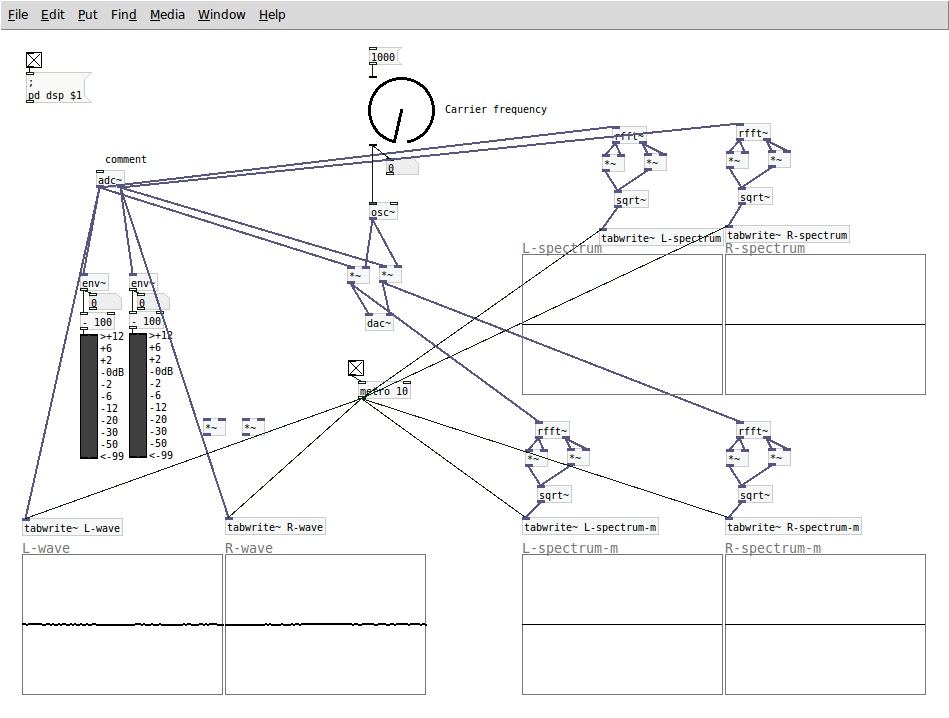 File Edit Put Find Media Window Help
;
pd dsp $1
1000
Carrier frequency
0
comment
adc~
osc~
rfft~
*~ *~
sqrt~
tabwrite~ L-spectrum
rfft~
*~ *~
sqrt~
tabwrite~ R-spectrum
L-spectrum R-spectrum
env~ env~
0 0
- 100 - 100
>+12 >+12
+6 +6
+2 +2
-0dB -0dB
-2 -2
-6 -6
-12 -12
-20 -20
-30 -30
-50 -50
<-99 <-99
*~ *~
dac~
metro 10
*~ *~
rfft~
*~ *~
sqrt~
rfft~
*~ *~
sqrt~
tabwrite~ L-wave tabwrite~ R-wave tabwrite~ L-spectrum-m tabwrite~ R-spectrum-m
L-wave R-wave L-spectrum-m R-spectrum-m